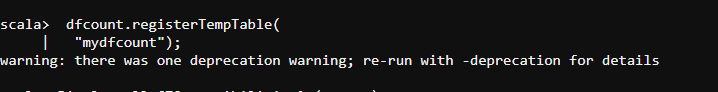 scala>  dfcount.registerTempTable(
     |    "mydfcount");
warning: there was one deprecation warning; re-run with -deprecation for details